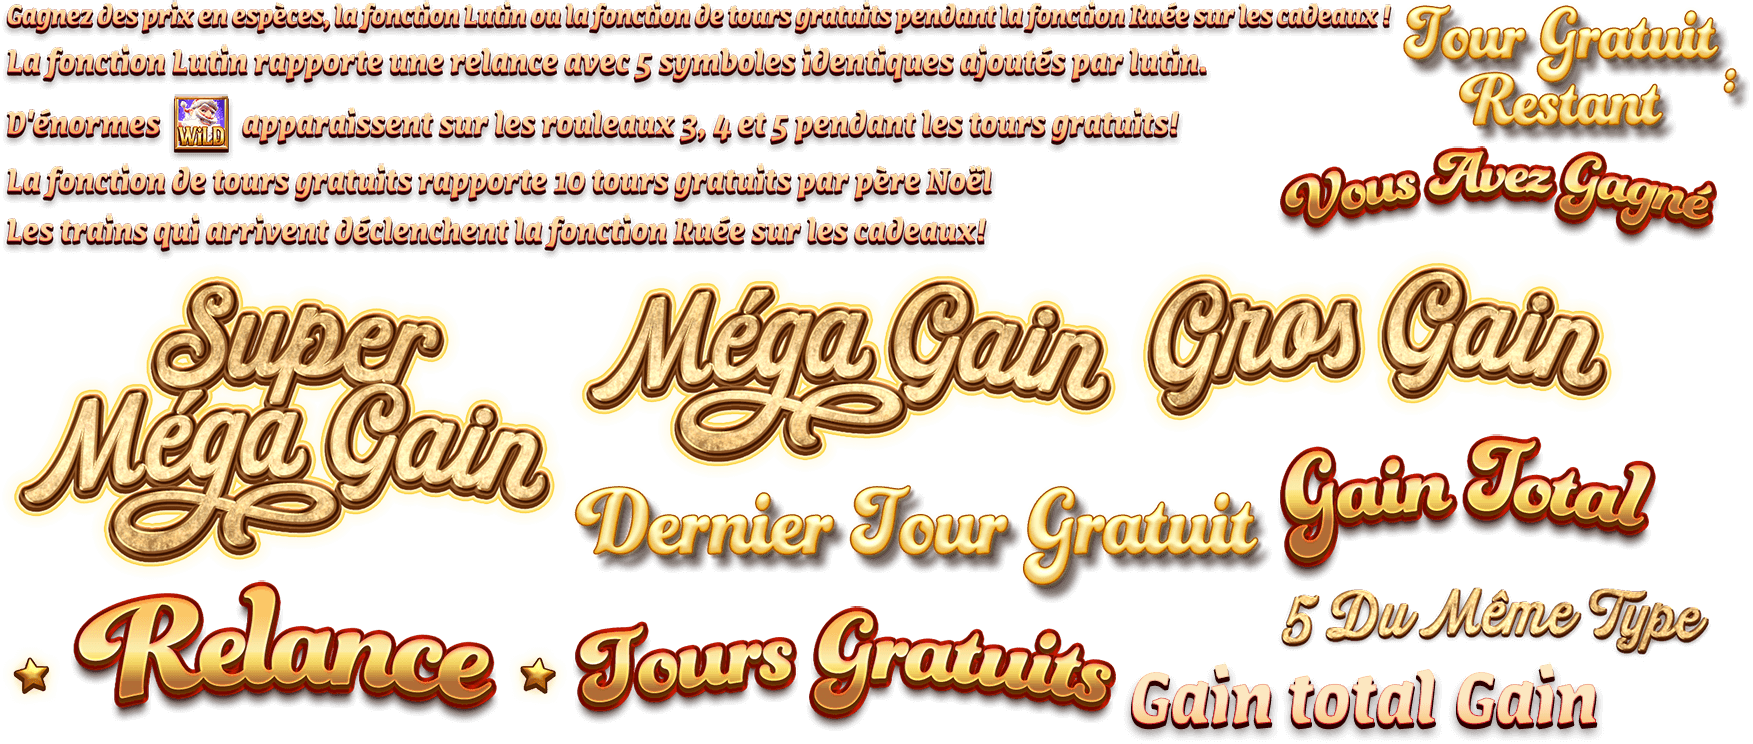 Gagnez des prix en espèces, la fonction Lutin ou la fonction de tours gratuits pendant la fonction Ruée sur les cadeaux !
La fonction Lutin rapporte une relance avec 5 symboles identiques ajoutés par lutin.
D'énormes WILD apparaissent sur les rouleaux 3, 4 et 5 pendant les tours gratuits!
La fonction de tours gratuits rapporte 10 tours gratuits par père Noël
Les trains qui arrivent déclenchent la fonction Ruée sur les cadeaux!
Tour Gratuit
Restant :
Vous Avez Gagné
Super
Méga Gain
Méga Gain
Gros Gain
Dernier Tour Gratuit
Gain Total
Relance
Tours Gratuits
5 Du Même Type
Gain total Gain